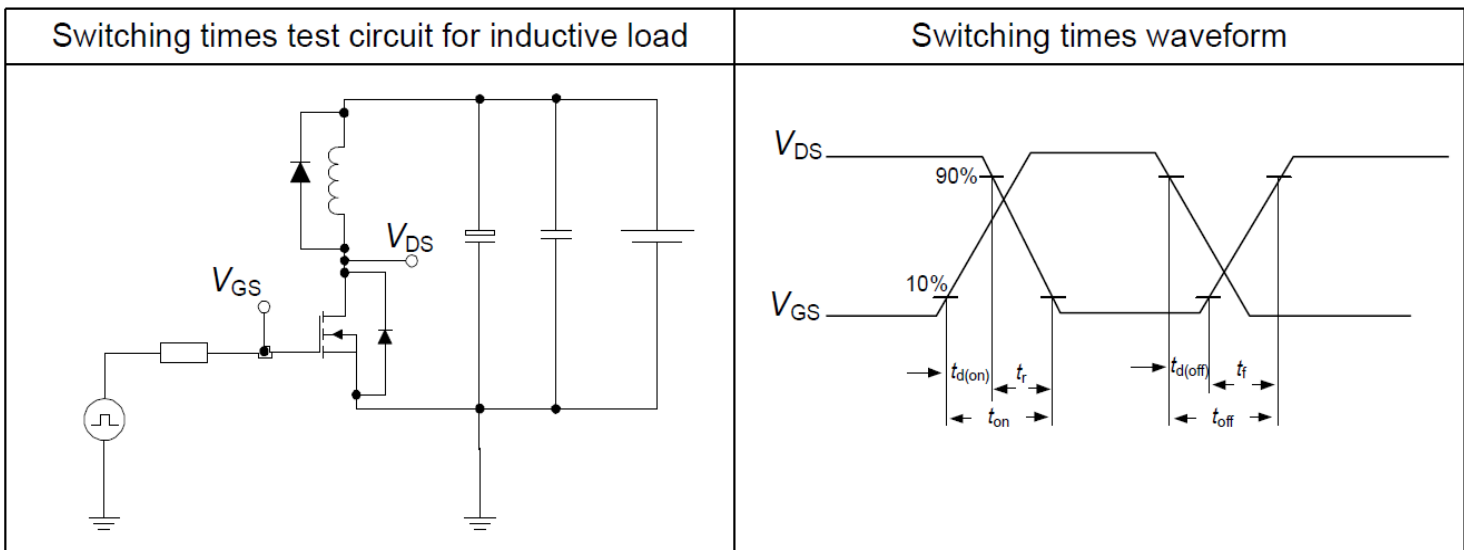 Switching times test circuit for inductive load
Switching times waveform
VDS
VGS
VDS
90%
10%
VGS
td(on) tr td(off) tf
ton toff